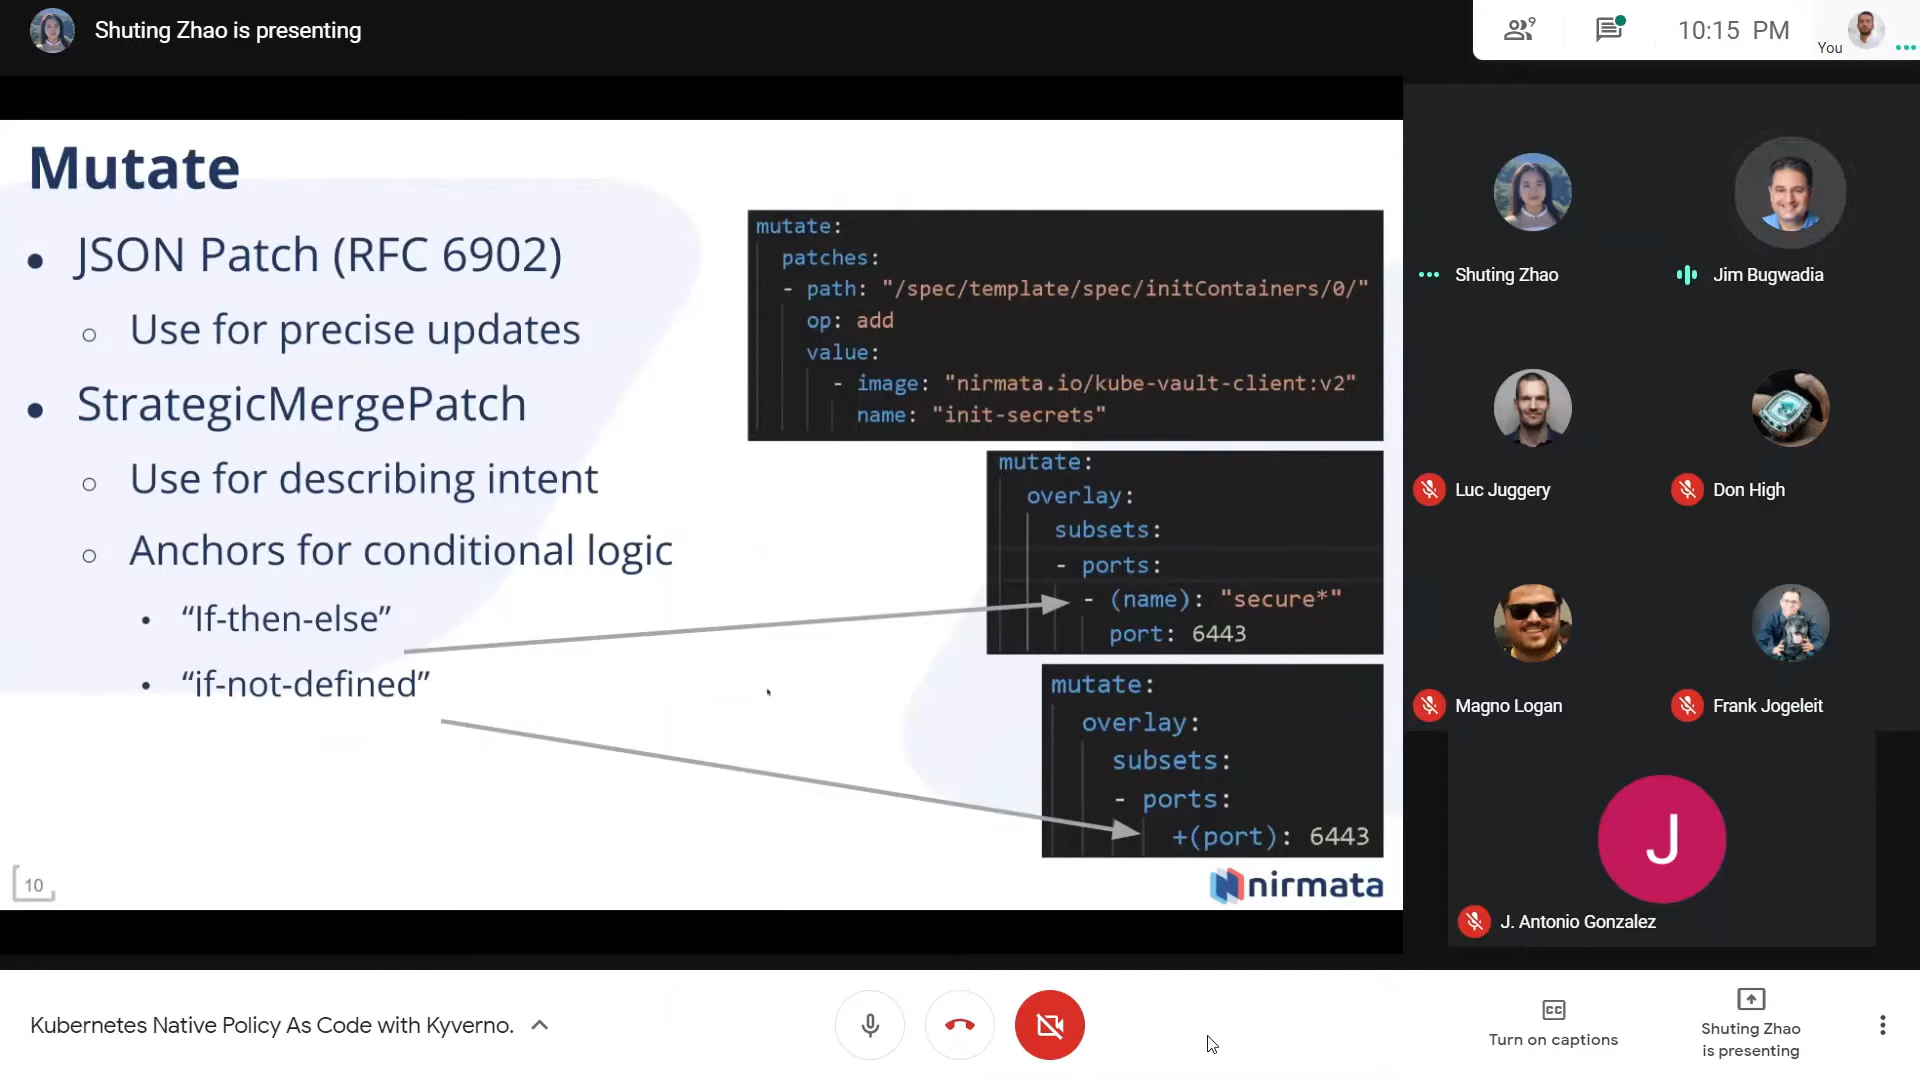 Shuting Zhao is presenting
9
10:15 PM
You
Mutate
• JSON Patch (RFC 6902)
○ Use for precise updates
• StrategicMergePatch
○ Use for describing intent
○ Anchors for conditional logic
• “If-then-else”
• “if-not-defined”
mutate:
patches:
- path: "/spec/template/spec/initContainers/0/"
op: add
value:
- image: "nirmata.io/kube-vault-client:v2"
name: "init-secrets"
mutate:
overlay:
subsets:
- ports:
- (name): "secure*"
port: 6443
mutate:
overlay:
subsets:
- ports:
+(port): 6443
10
nirmata
Shuting Zhao
Jim Bugwadia
Luc Juggery
Don High
Magno Logan
Frank Jogeleit
J
J. Antonio Gonzalez
Kubernetes Native Policy As Code with Kyverno.
CC
Turn on captions
Shuting Zhao
is presenting